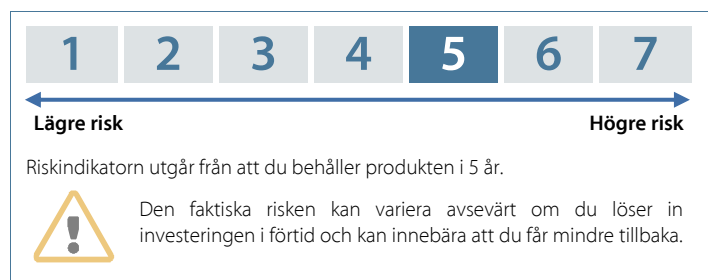 1 2 3 4 5 6 7
Lägre risk Högre risk
Riskindikatorn utgår från att du behåller produkten i 5 år.
Den faktiska risken kan variera avsevärt om du löser in
investeringen i förtid och kan innebära att du får mindre tillbaka.